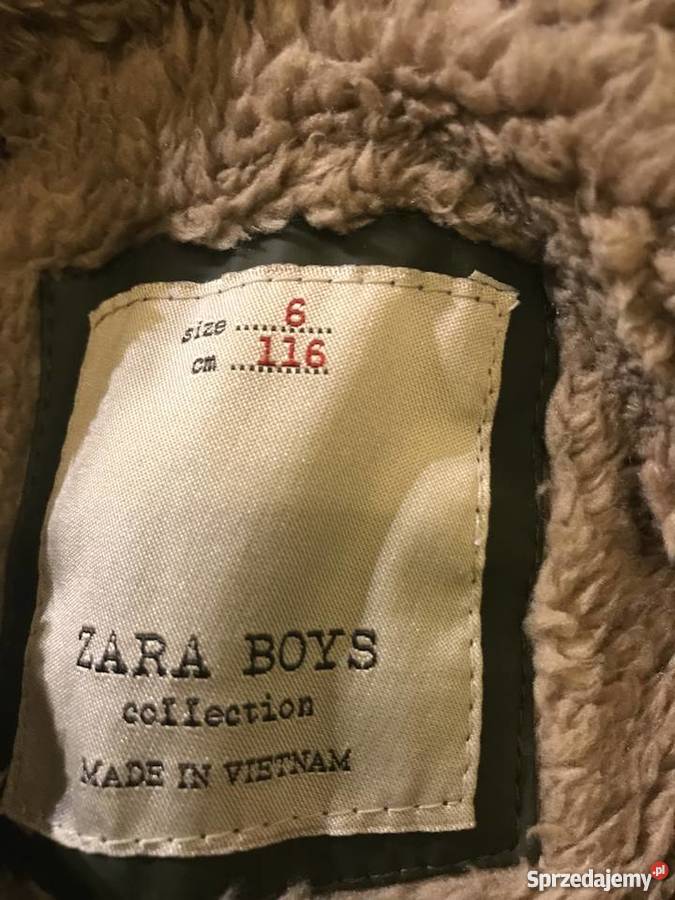 size 6
cm 116
ZARA BOYS
collection
MADE IN VIETNAM
Sprzedajemy.pl